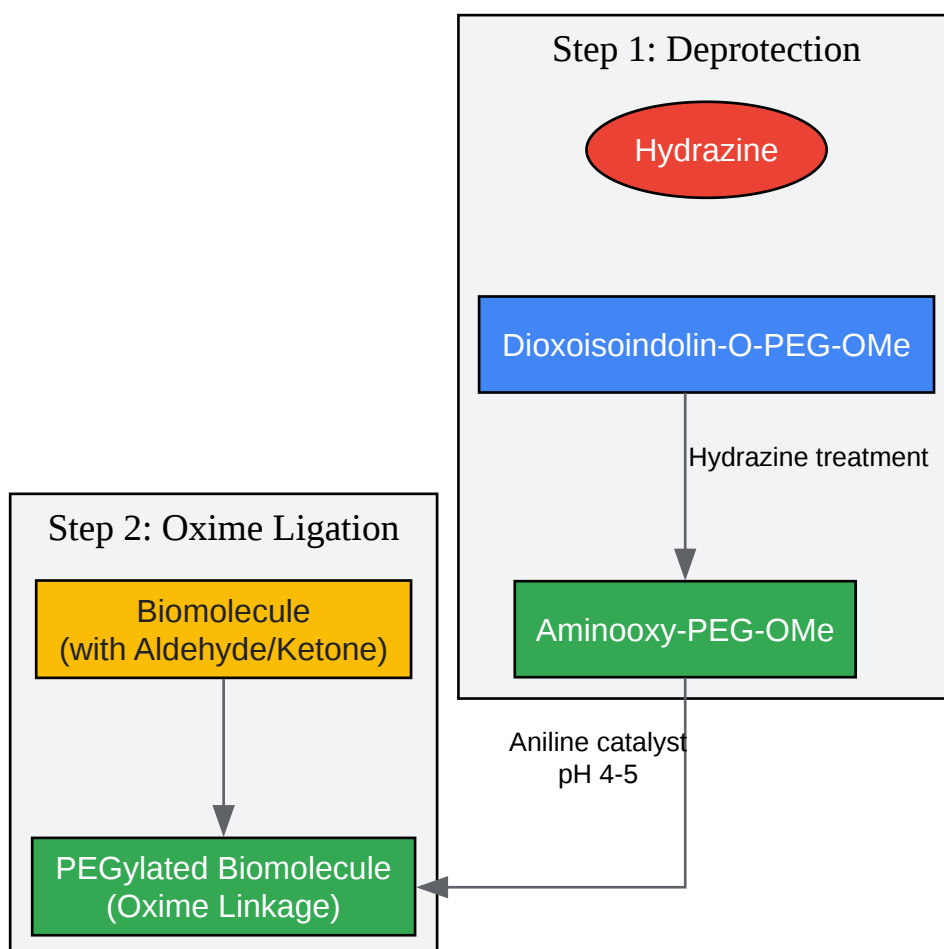 Step 1: Deprotection
Hydrazine
Dioxoisoindolin-O-PEG-OMe
Hydrazine treatment
Aminooxy-PEG-OMe
Aniline catalyst
pH 4-5
Step 2: Oxime Ligation
Biomolecule
(with Aldehyde/Ketone)
PEGylated Biomolecule
(Oxime Linkage)